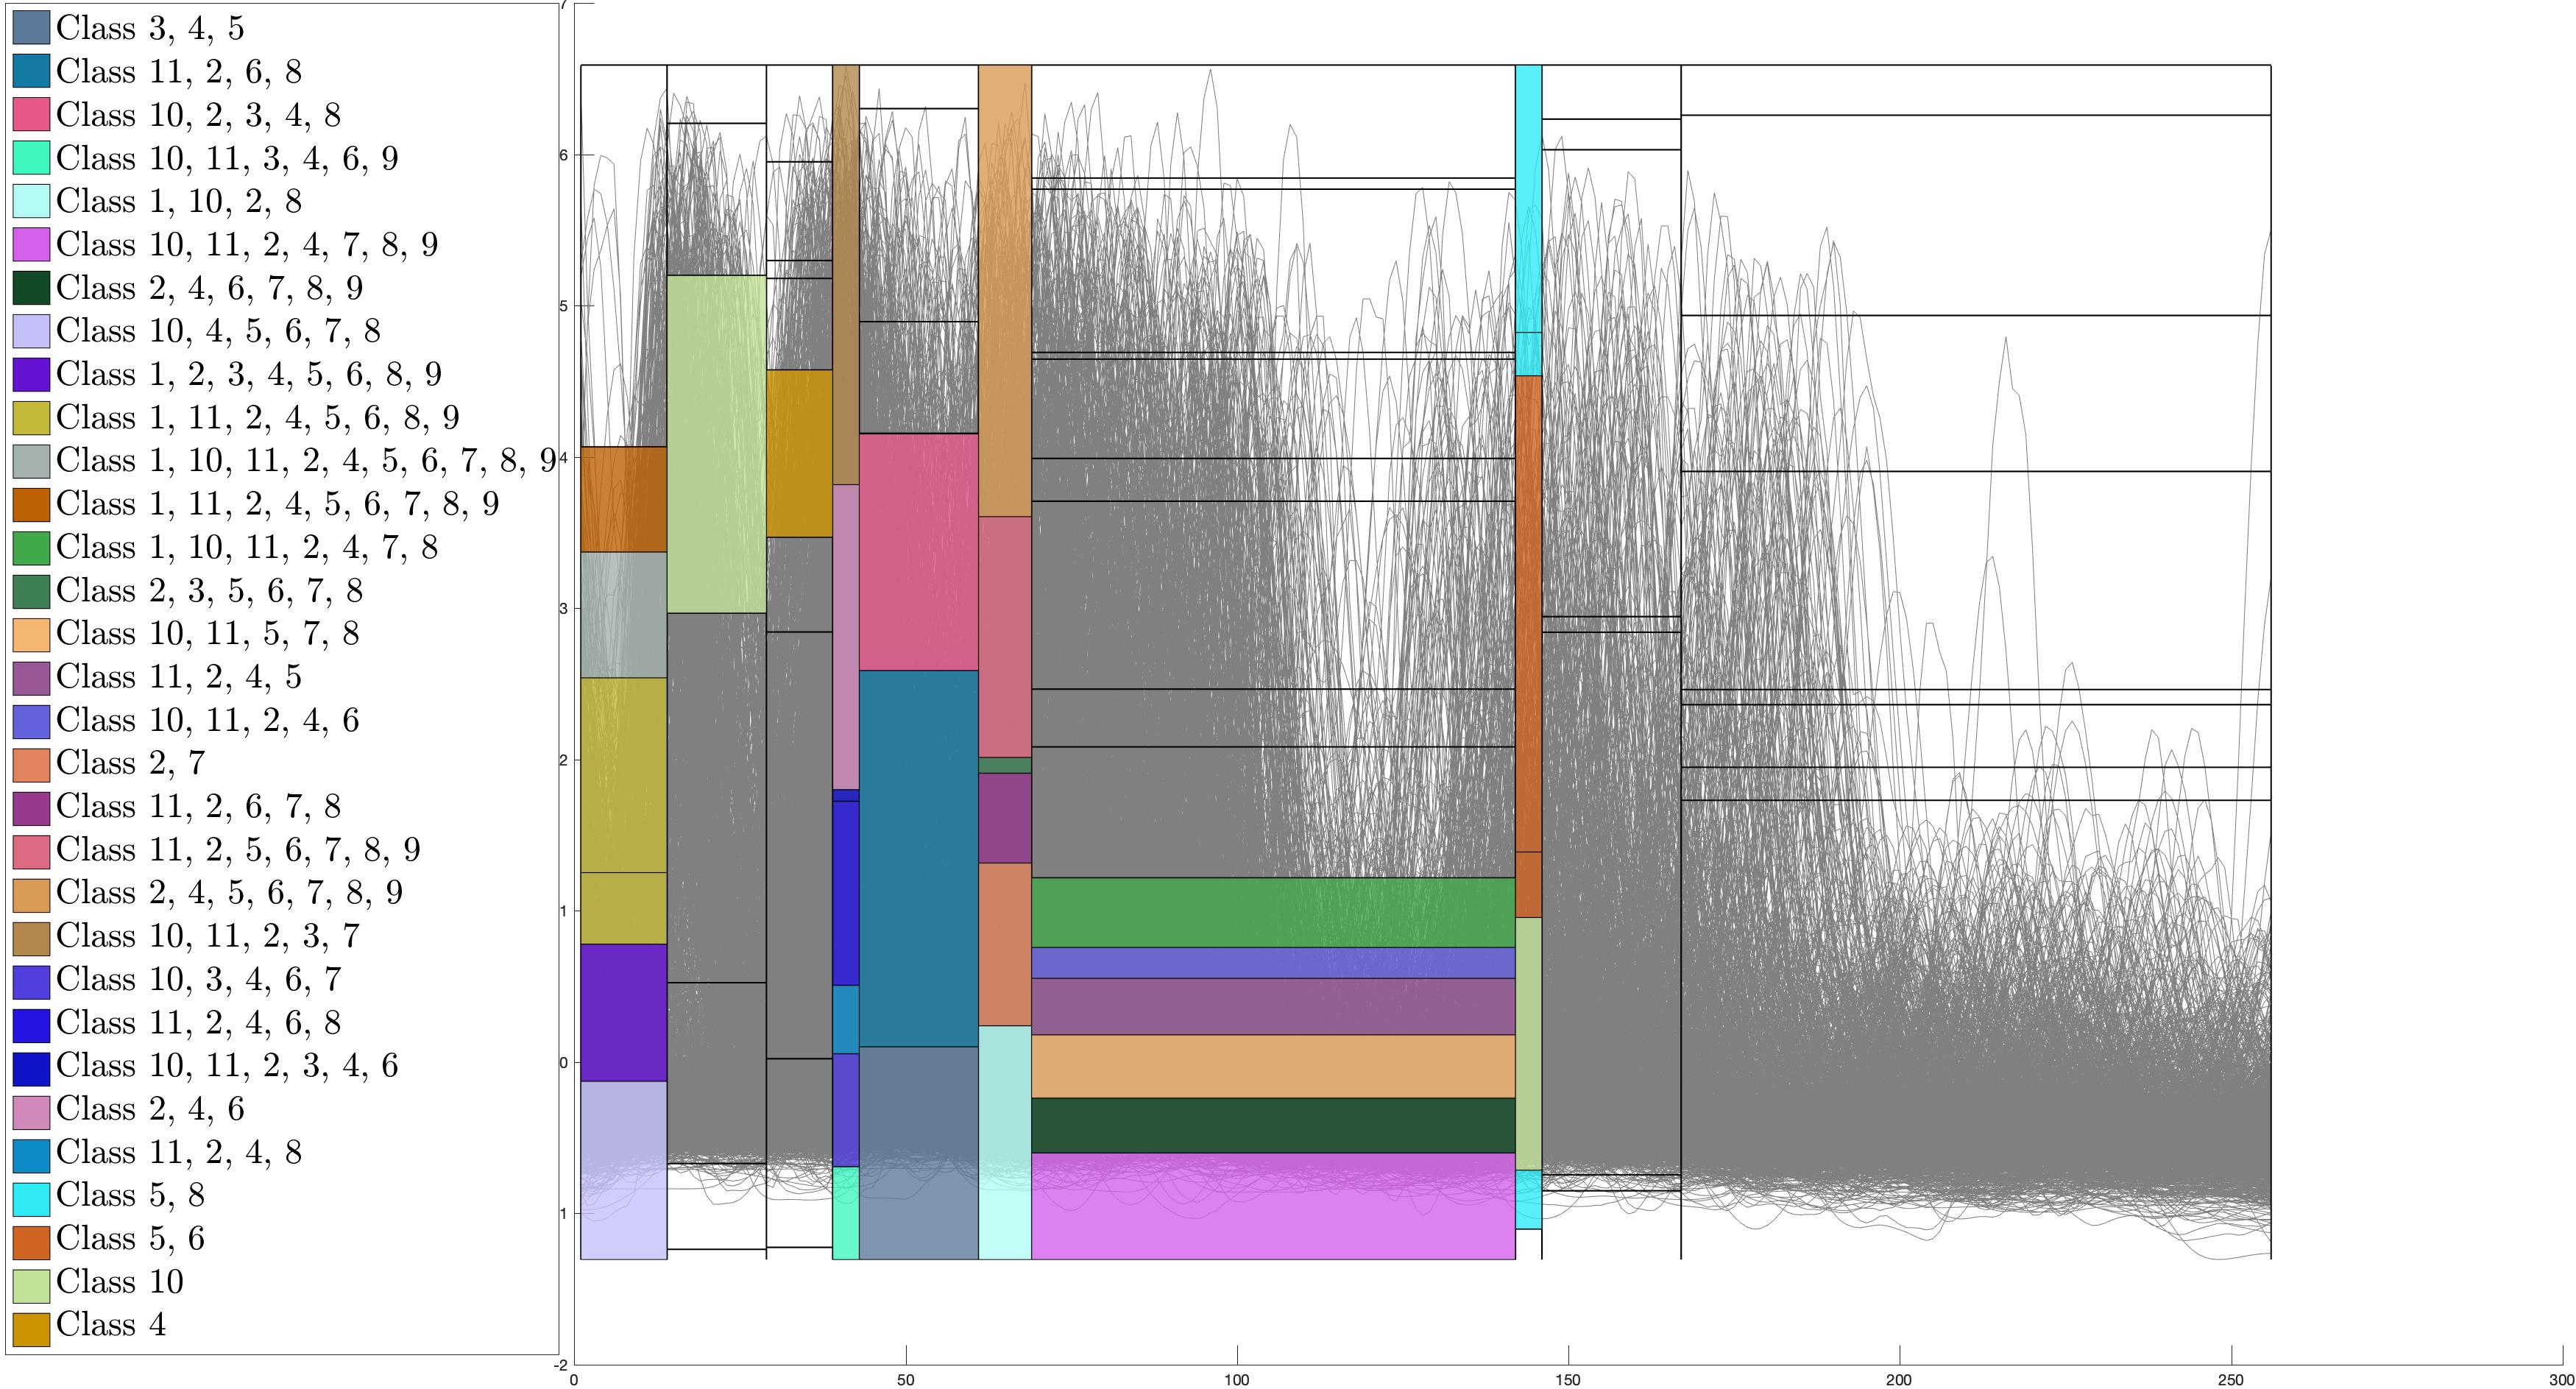 Class 3, 4, 5
Class 11, 2, 6, 8
Class 10, 2, 3, 4, 8
Class 10, 11, 3, 4, 6, 9
Class 1, 10, 2, 8
Class 10, 11, 2, 4, 7, 8, 9
Class 2, 4, 6, 7, 8, 9
Class 10, 4, 5, 6, 7, 8
Class 1, 2, 3, 4, 5, 6, 8, 9
Class 1, 11, 2, 4, 5, 6, 8, 9
Class 1, 10, 11, 2, 4, 5, 6, 7, 8, 9
Class 1, 11, 2, 4, 5, 6, 7, 8, 9
Class 1, 10, 11, 2, 4, 7, 8
Class 2, 3, 5, 6, 7, 8
Class 10, 11, 5, 7, 8
Class 11, 2, 4, 5
Class 10, 11, 2, 4, 6
Class 2, 7
Class 11, 2, 6, 7, 8
Class 11, 2, 5, 6, 7, 8, 9
Class 2, 4, 5, 6, 7, 8, 9
Class 10, 11, 2, 3, 7
Class 10, 3, 4, 6, 7
Class 11, 2, 4, 6, 8
Class 10, 11, 2, 3, 4, 6
Class 2, 4, 6
Class 11, 2, 4, 8
Class 5, 8
Class 5, 6
Class 10
Class 4
7
6
5
4
3
2
1
0
1
-2
0 50 100 150 200 250 300